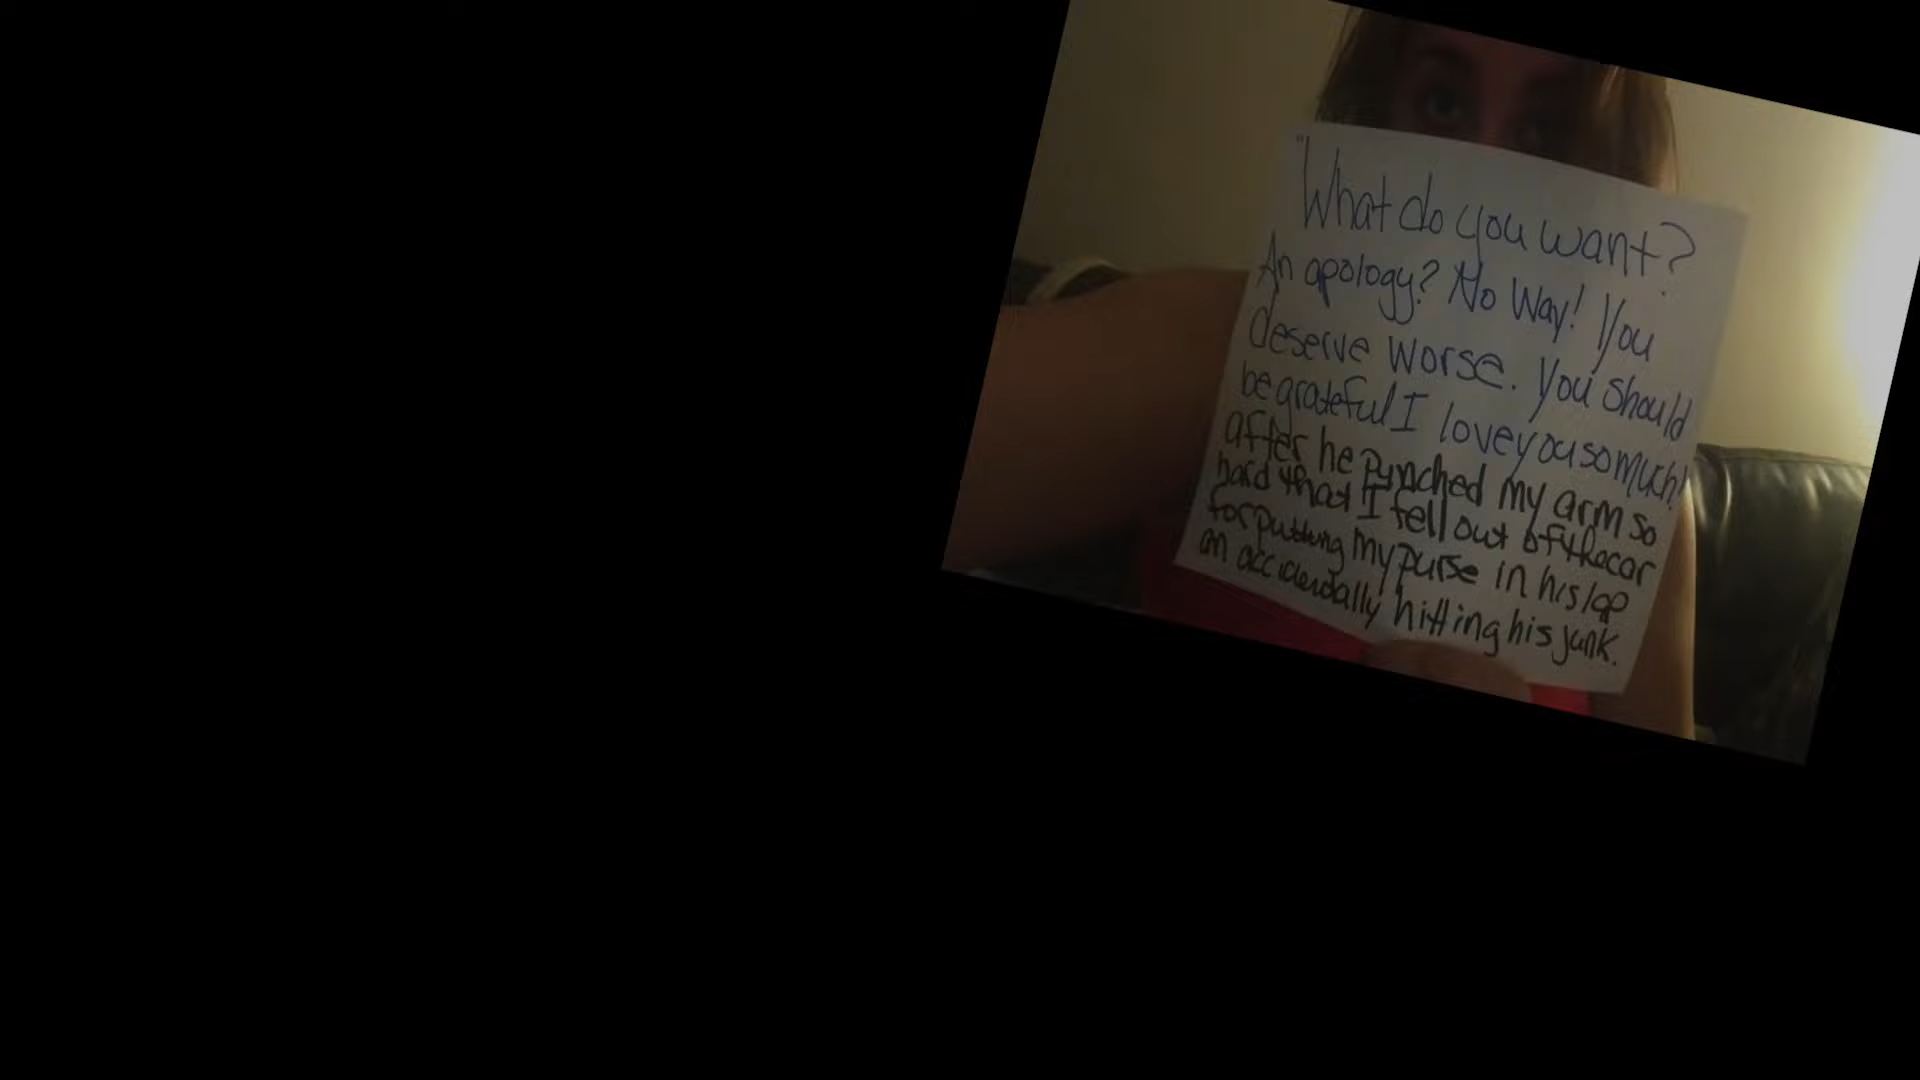 "What do you want?
An apology? No Way! You
deserve worse. You should
be grateful I love you so much!
after he punched my arm so
hard that I fell out of the car
for putting my purse in his lap
an accidentally hitting his junk.